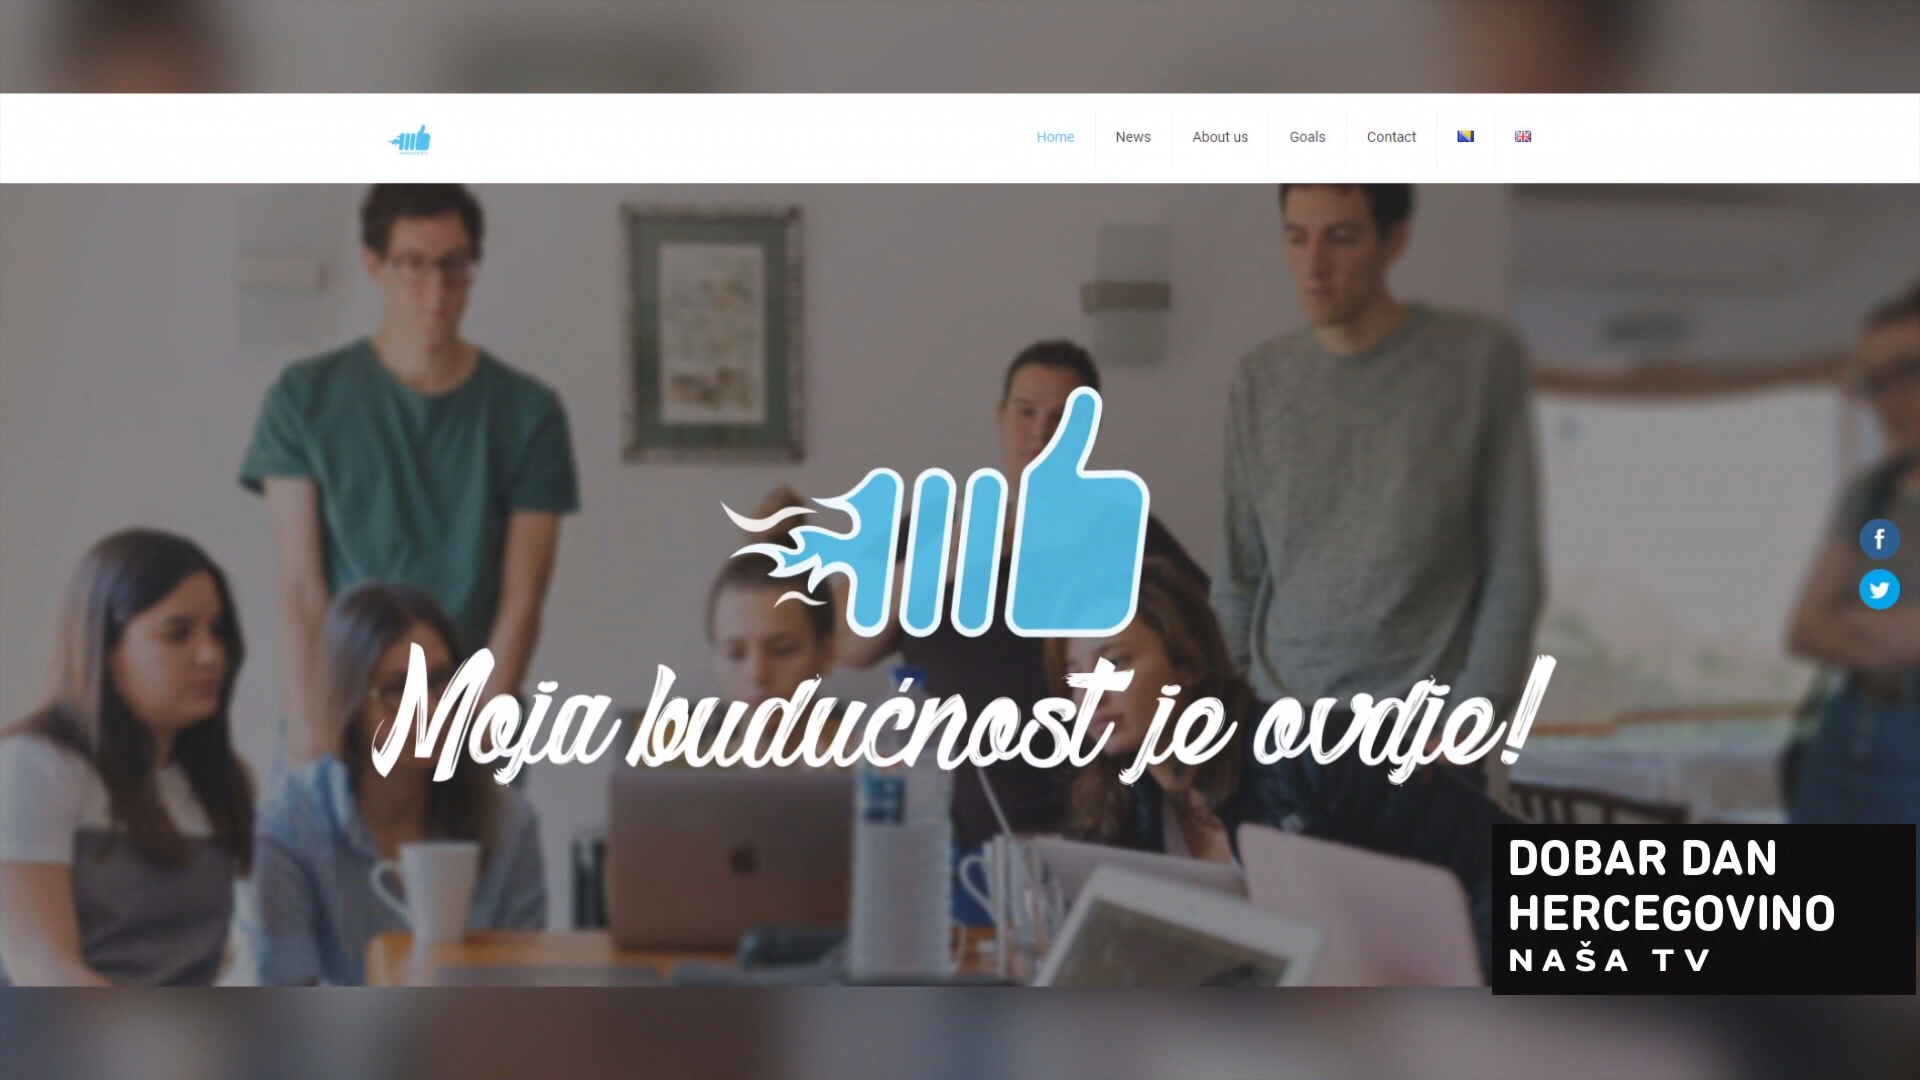 Home
News
About us
Goals
Contact
Moja budućnost je ovdje!
DOBAR DAN
HERCEGOVINO
NAŠA TV